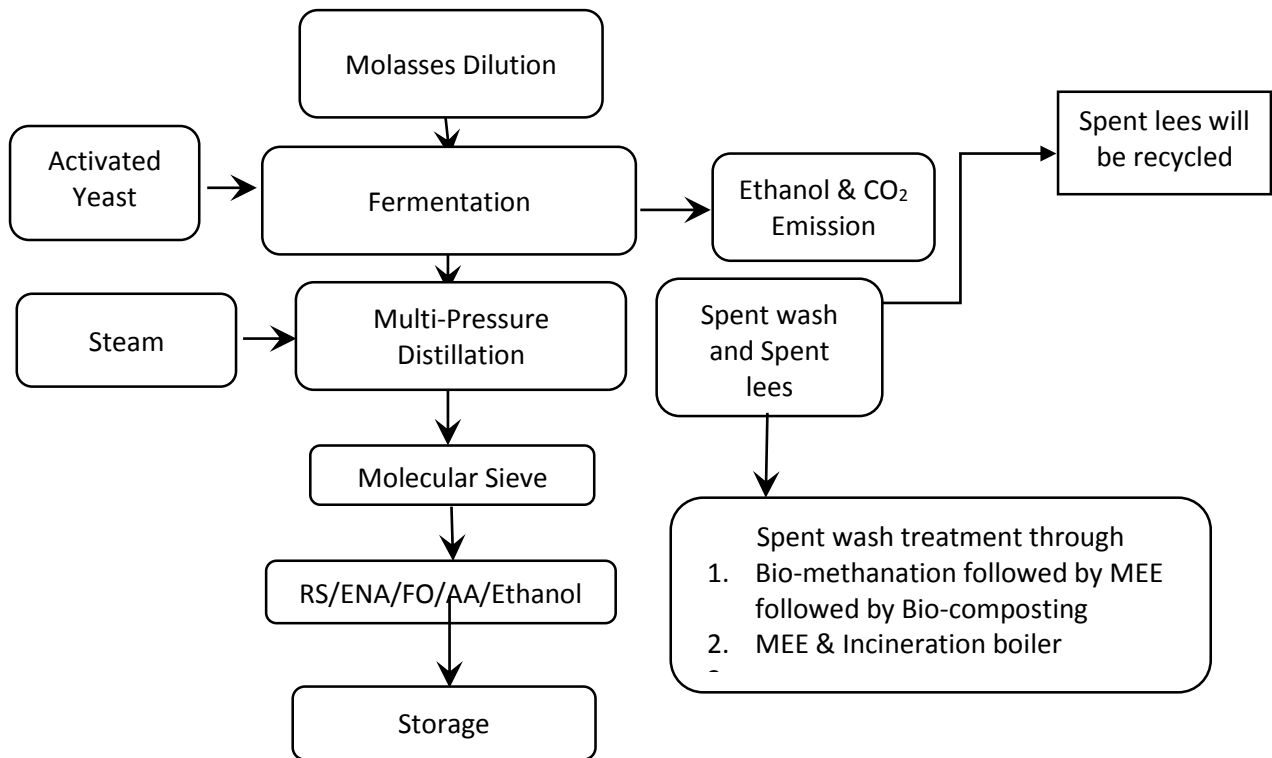 Molasses Dilution
Activated
Yeast
Fermentation
Ethanol & CO₂
Emission
Spent lees will
be recycled
Steam
Multi-Pressure
Distillation
Spent wash
and Spent
lees
Molecular Sieve
RS/ENA/FO/AA/Ethanol
Storage
Spent wash treatment through
1. Bio-methanation followed by MEE
followed by Bio-composting
2. MEE & Incineration boiler